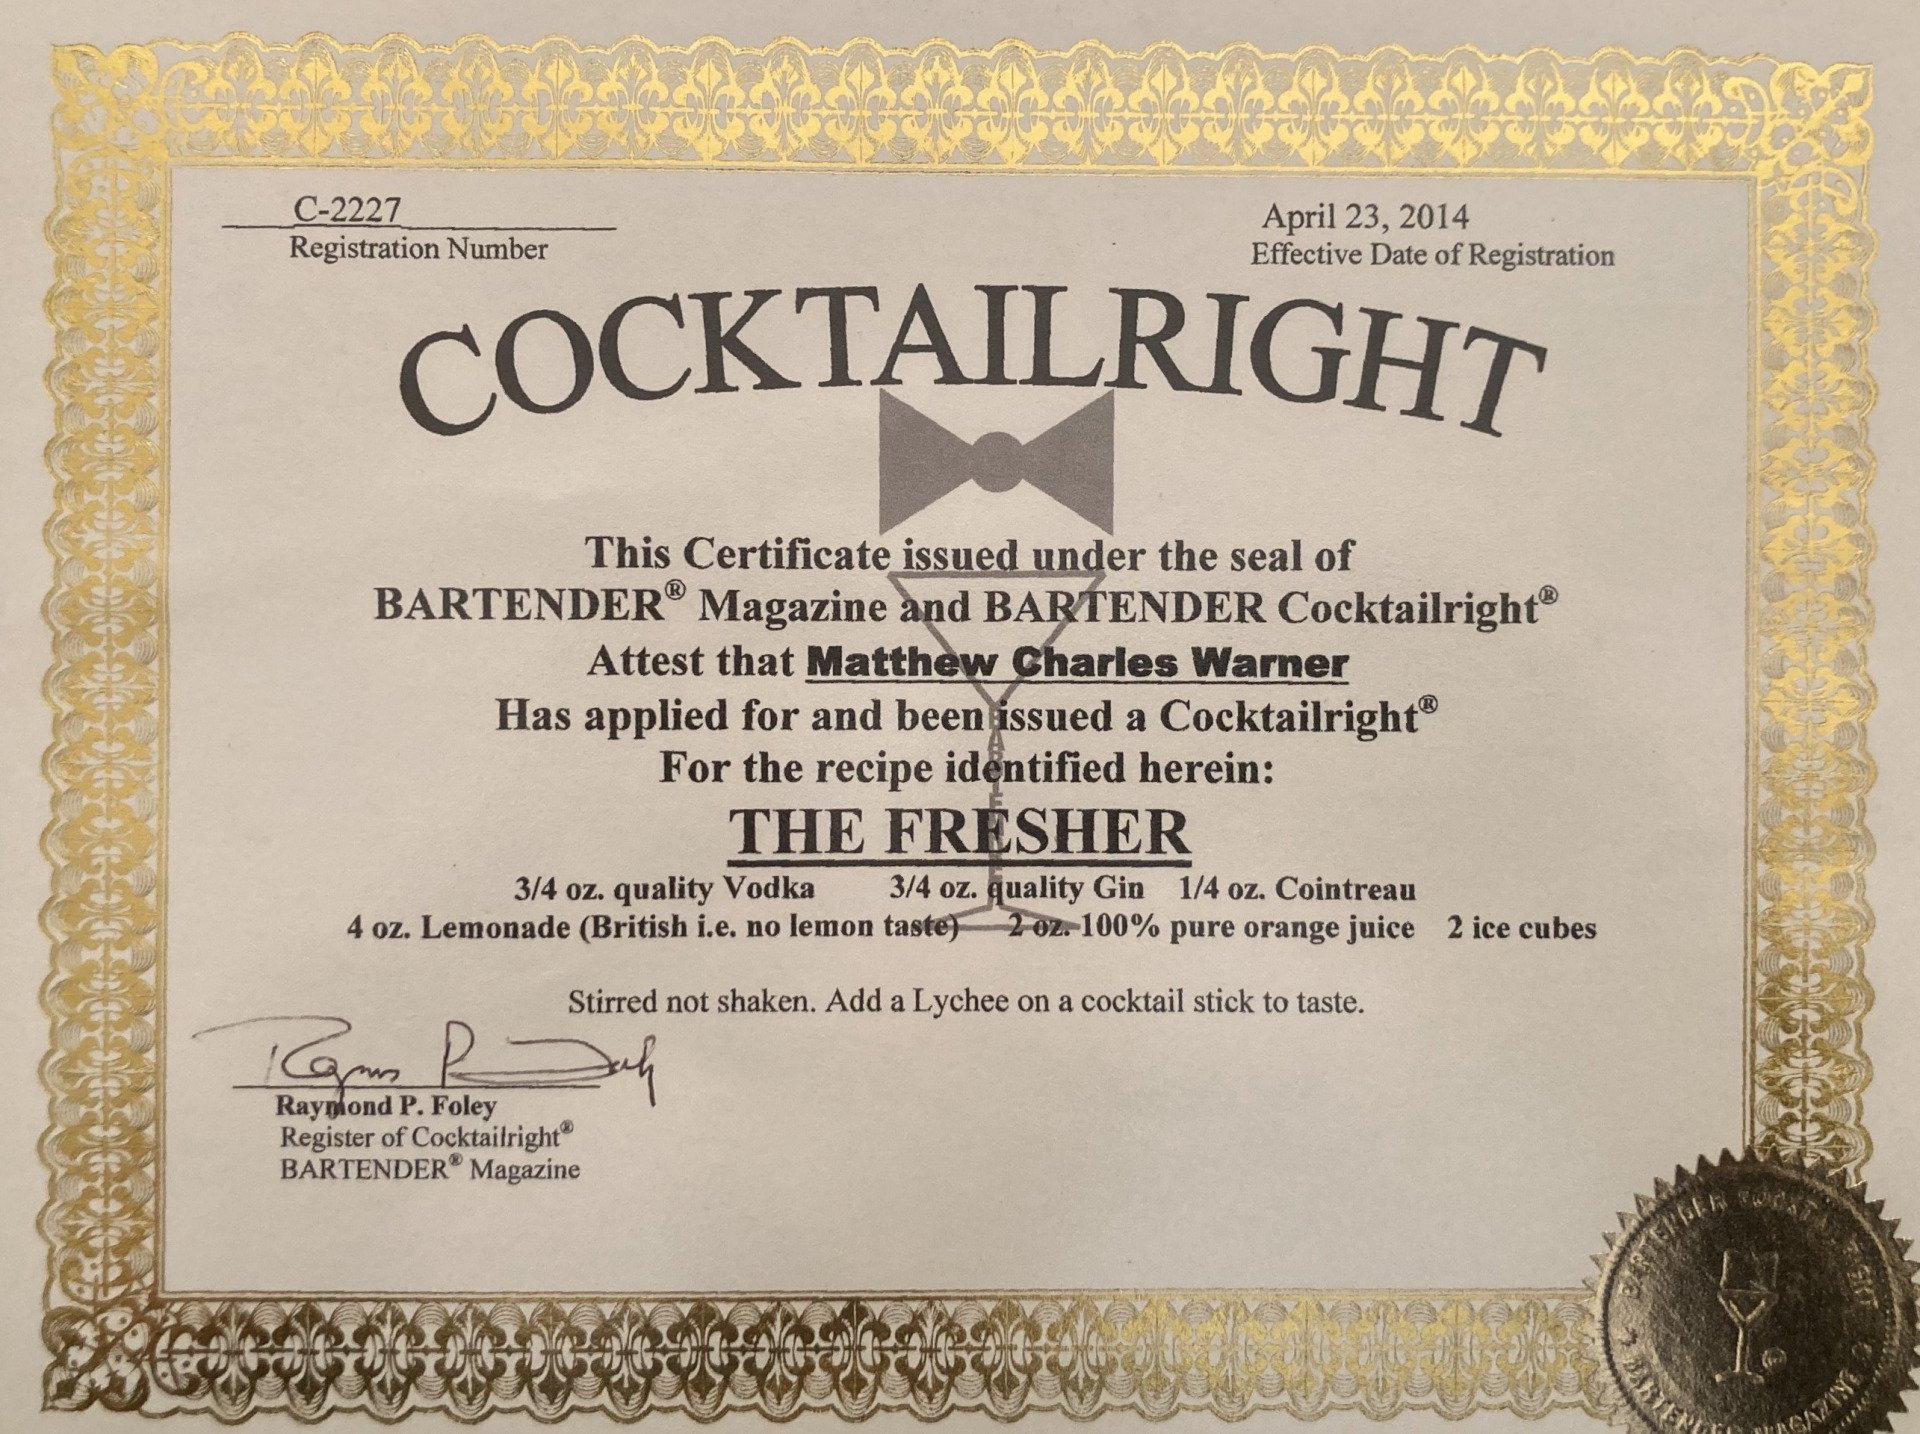 C-2227
Registration Number
April 23, 2014
Effective Date of Registration
COCKTAILRIGHT
This Certificate issued under the seal of
BARTENDER® Magazine and BARTENDER Cocktailright®
Attest that Matthew Charles Warner
Has applied for and been issued a Cocktailright®
For the recipe identified herein:
THE FRESHER
3/4 oz. quality Vodka 3/4 oz. quality Gin 1/4 oz. Cointreau
4 oz. Lemonade (British i.e. no lemon taste) 2 oz. 100% pure orange juice 2 ice cubes
Stirred not shaken. Add a Lychee on a cocktail stick to taste.
Raymond P. Foley
Register of Cocktailright®
BARTENDER® Magazine
BARTENDER
BARTENDER MAGAZINE